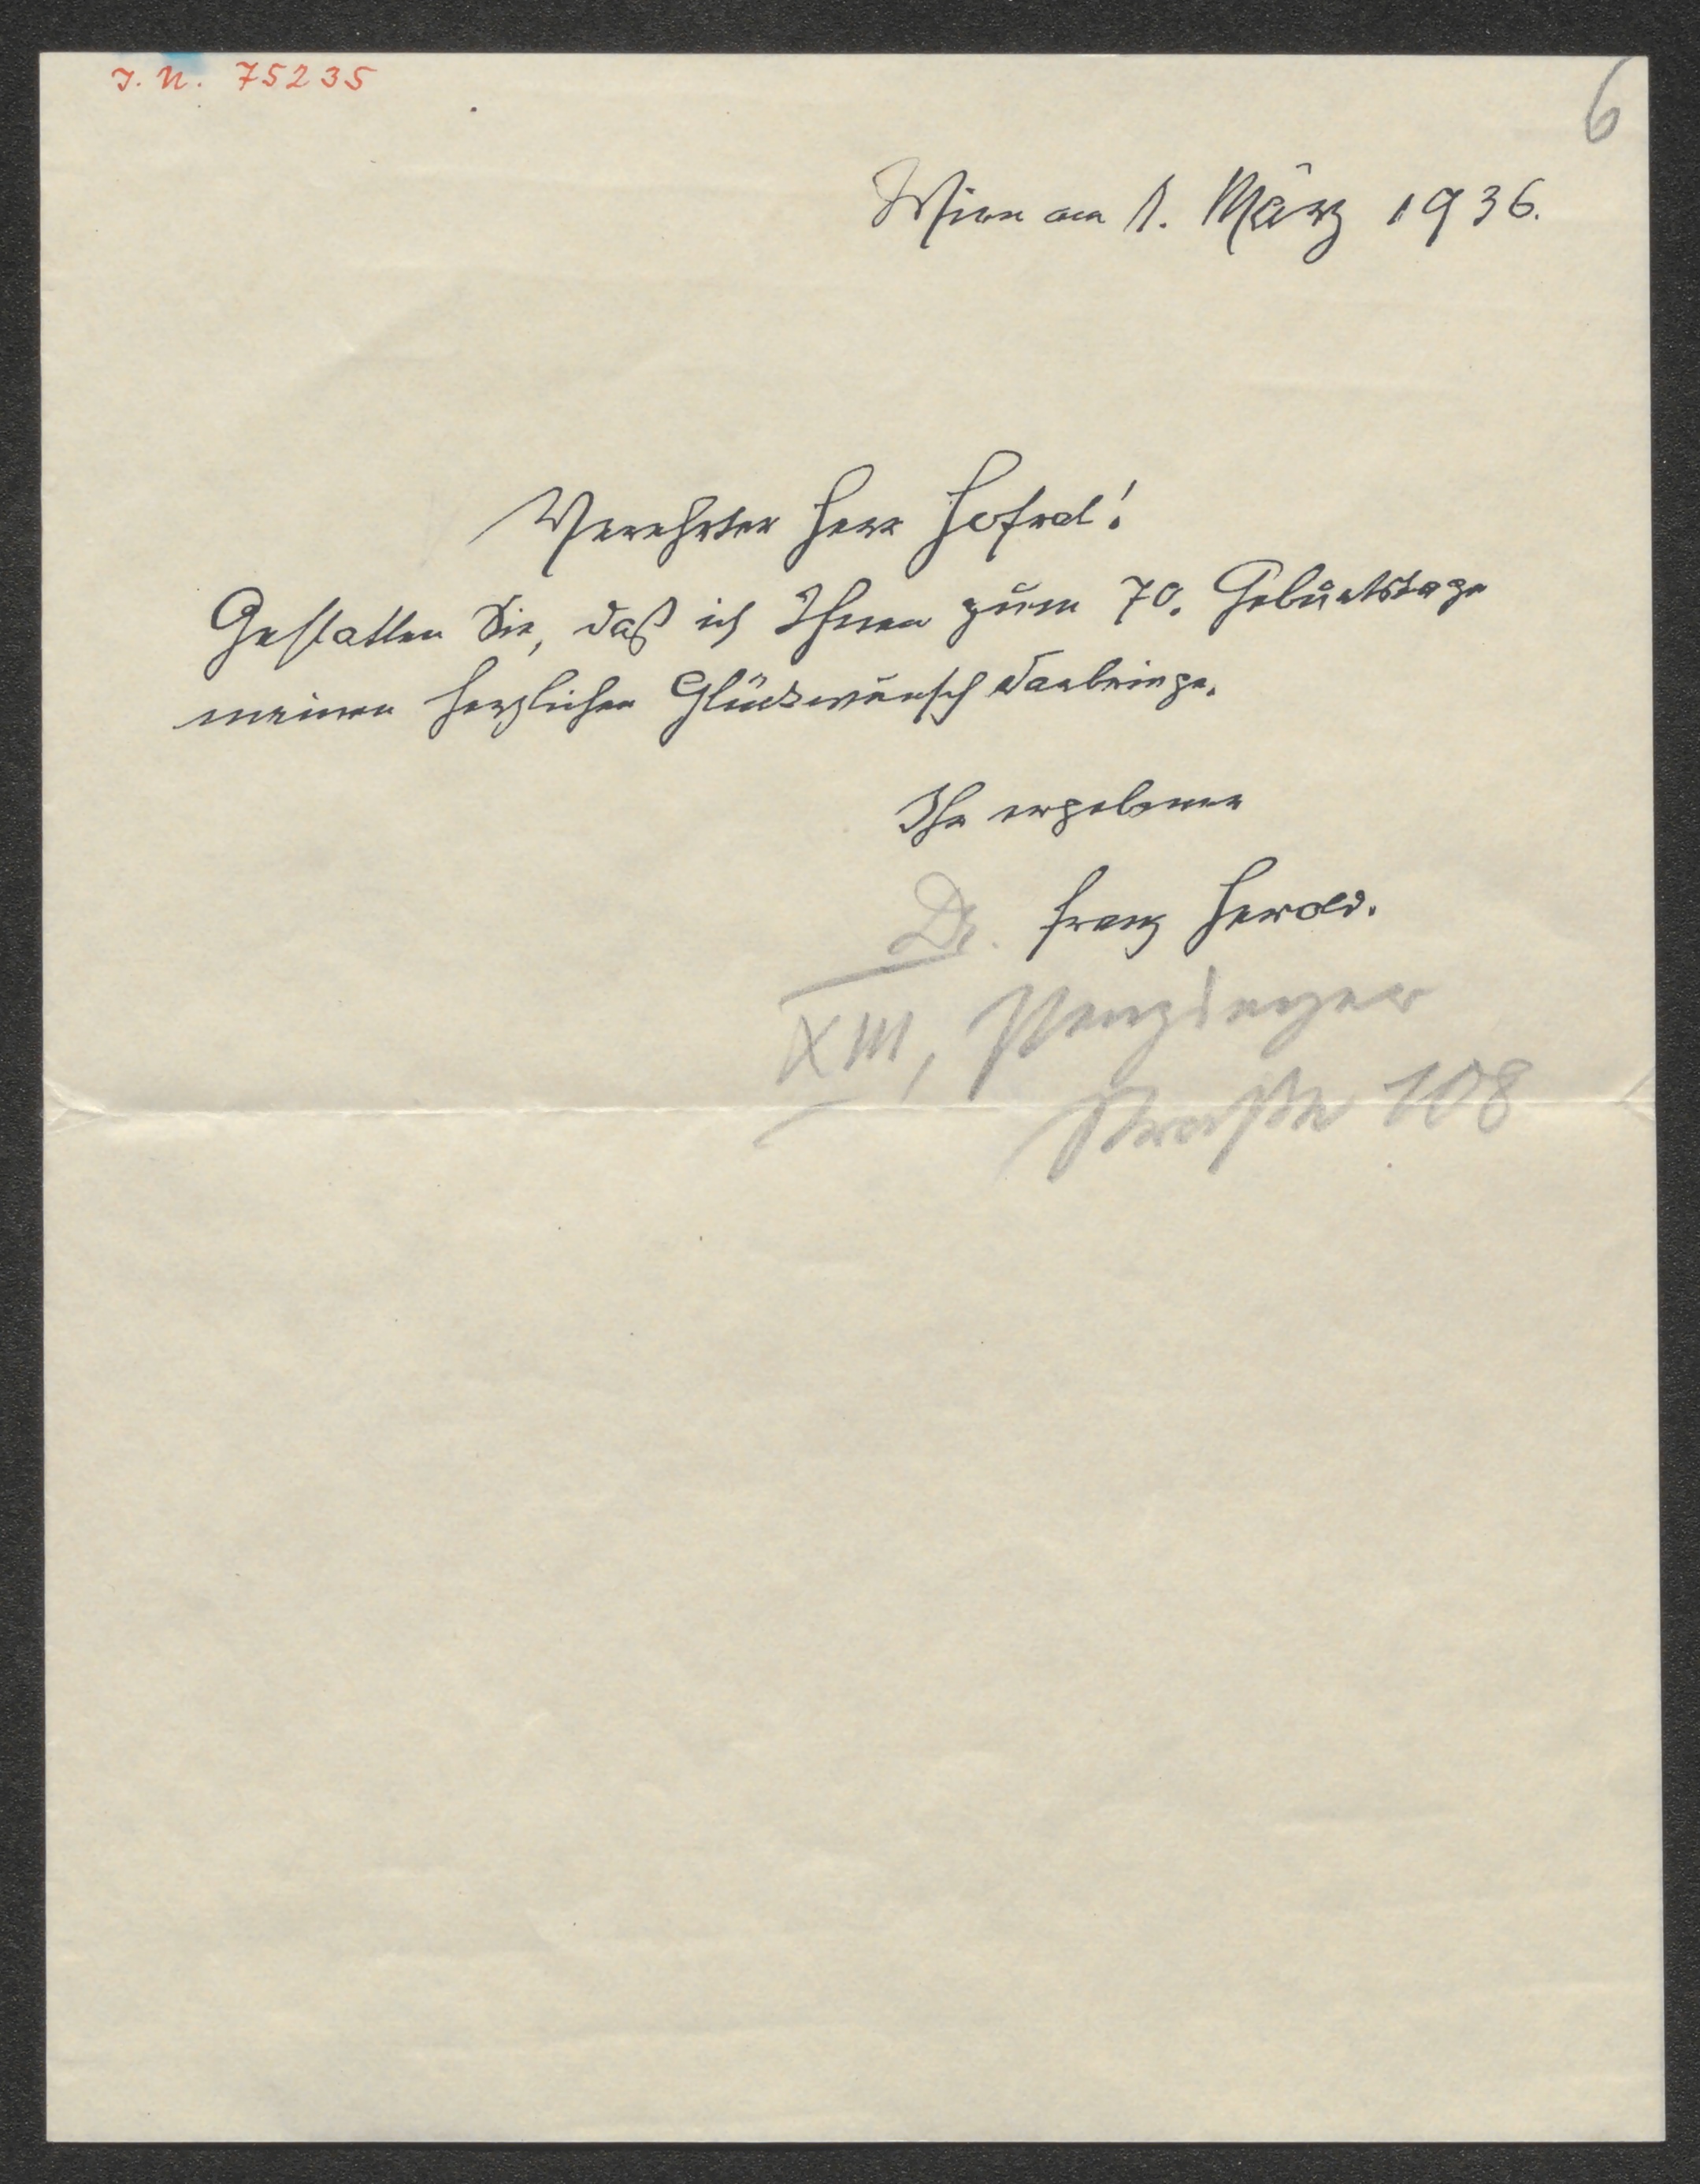 J. N. 75235
6
Wien am 1. März 1936.
Verehrter Herr Hofrat!
Gestatten Sie, daß ich Ihnen zum 70. Geburtstage
meinen herzlichen Glückwunsch darbringe.
Ihr ergebener
Dr. Franz Herold.
XIII, Penzinger
Straße 108